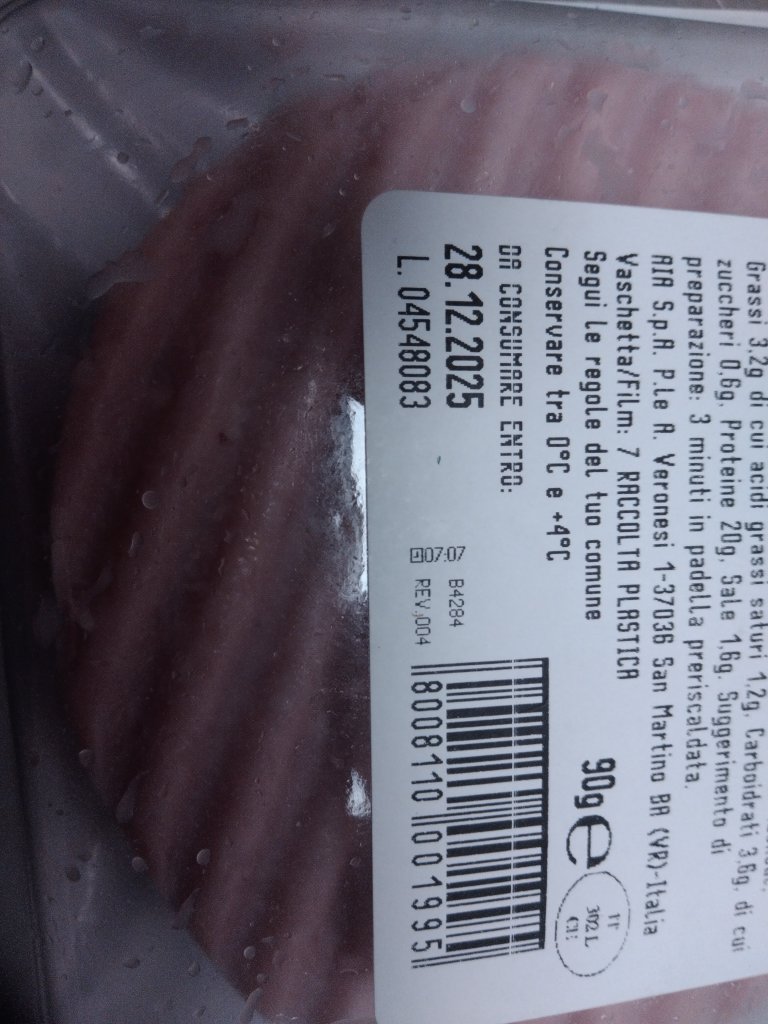 Grassi 3,2g di cui acidi grassi saturi 1,2g, Carboidrati 3,6g, di cui
zuccheri 0,6g, Proteine 20g, Sale 1,6g. Suggerimento di
preparazione: 3 minuti in padella preriscaldata.
AIA S.p.A. P.le A. Veronesi 1-37036 San Martino BA (VR)-Italia
Vaschetta/Film: 7 RACCOLTA PLASTICA
Segui le regole del tuo comune
Conservare tra 0°C e +4°C
90g e
DA CONSUMARE ENTRO:
28.12.2025
L. 04548083
07:07
B4284
REV.004
8008110 001995
IT
302 L
CE